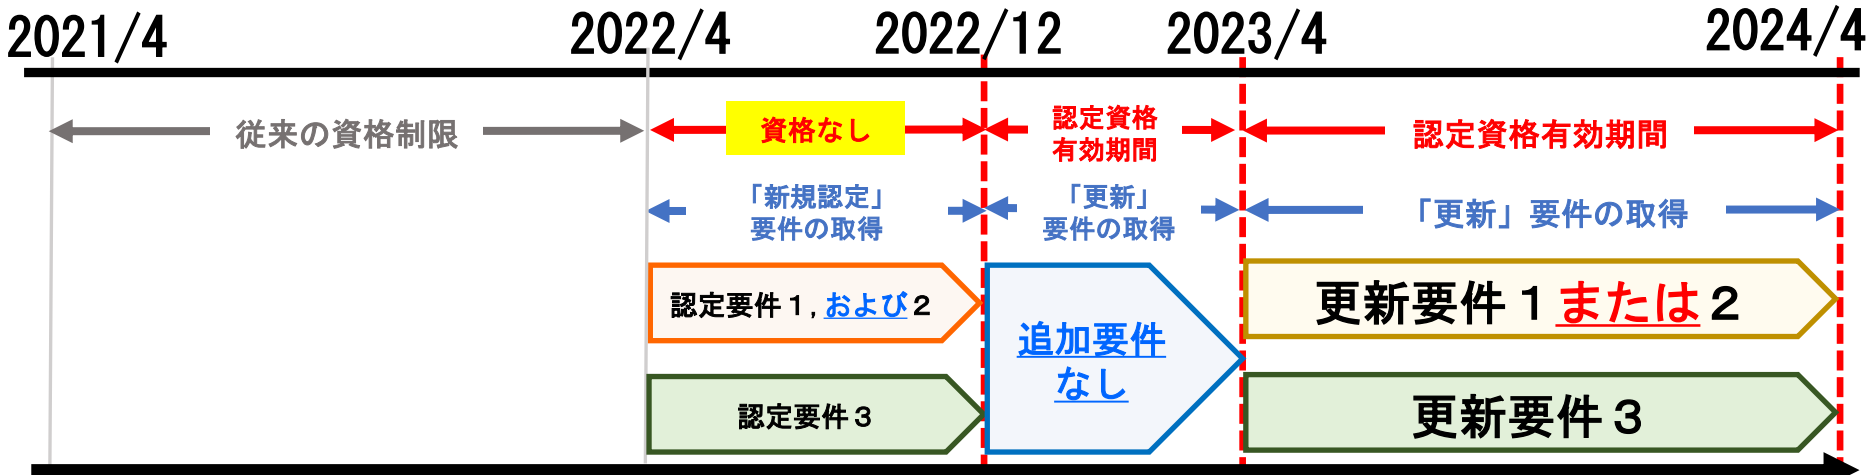 2021/4
2022/4
2022/12
2023/4
2024/4
従来の資格制限
資格なし
認定資格
有効期間
認定資格有効期間
「新規認定」
要件の取得
「更新」
要件の取得
「更新」要件の取得
認定要件１,および２
追加要件
なし
更新要件１または２
認定要件３
更新要件３